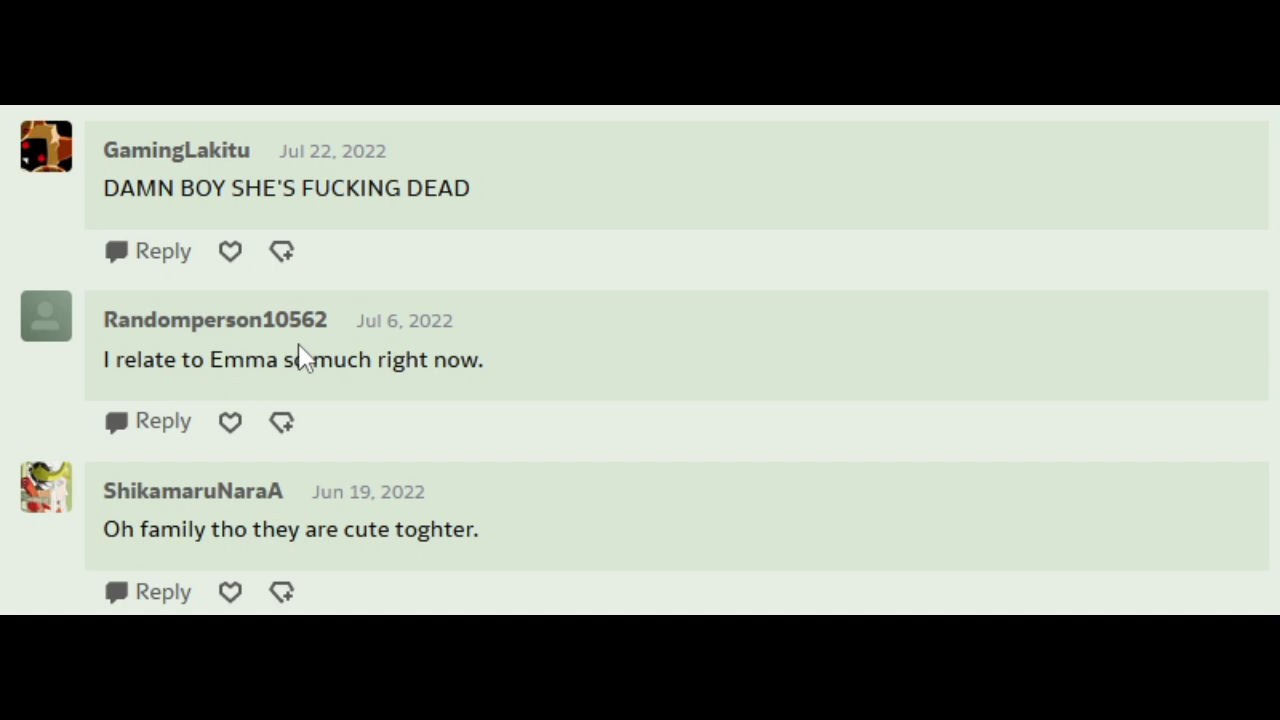 GamingLakitu Jul 22, 2022
DAMN BOY SHE'S FUCKING DEAD
Reply
Randomperson10562 Jul 6, 2022
I relate to Emma so much right now.
Reply
ShikamaruNaraA Jun 19, 2022
Oh family tho they are cute toghter.
Reply